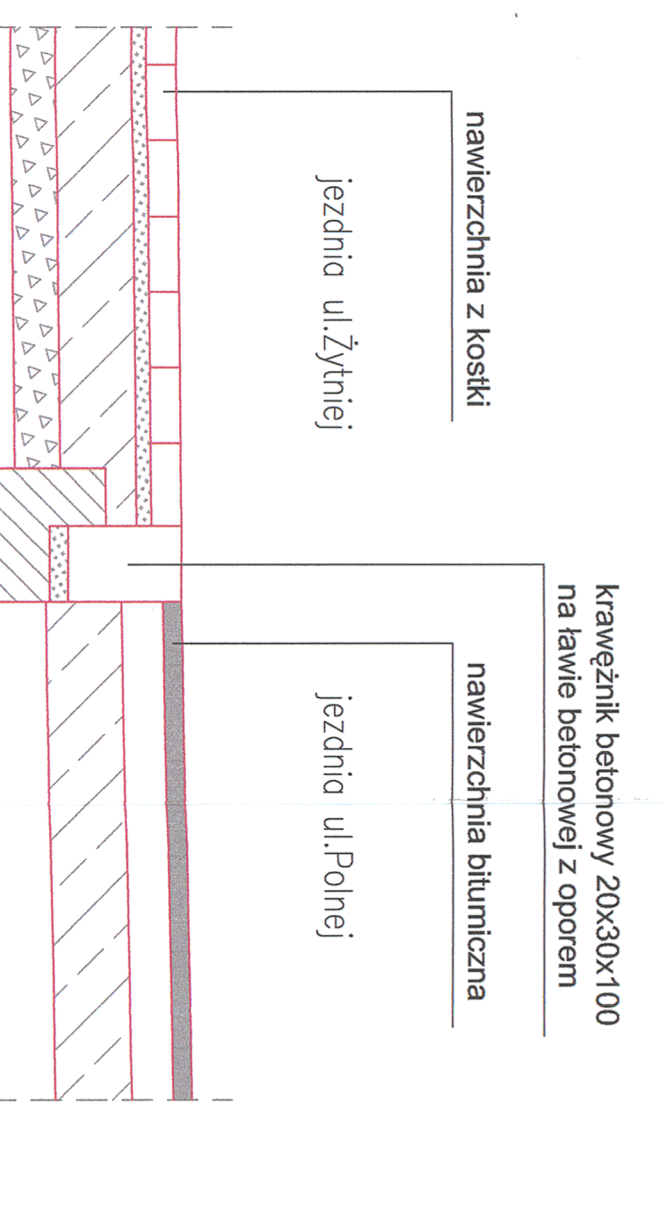 krawężnik betonowy 20x30x100
na ławie betonowej z oporem
nawierzchnia z kostki
nawierzchnia bitumiczna
jezdnia ul.Żytniej
jezdnia ul.Polnej